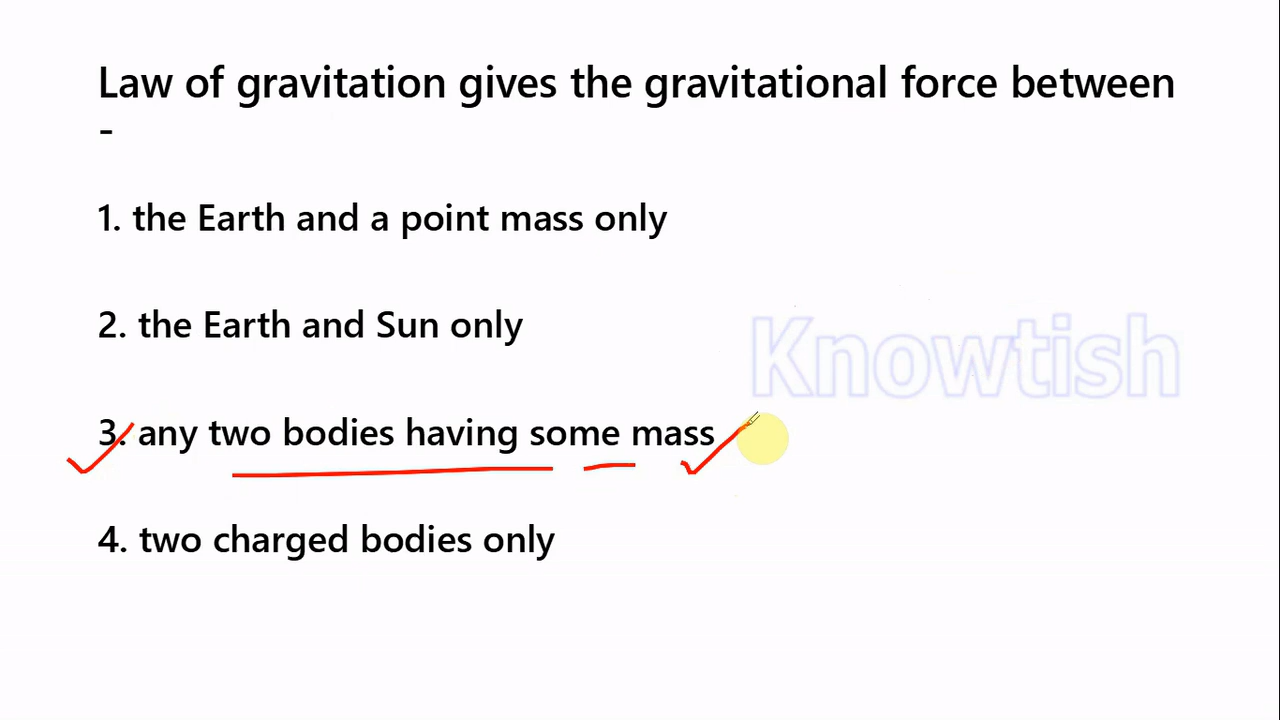 Law of gravitation gives the gravitational force between
-
1. the Earth and a point mass only
2. the Earth and Sun only
Knowtish
3. any two bodies having some mass
4. two charged bodies only